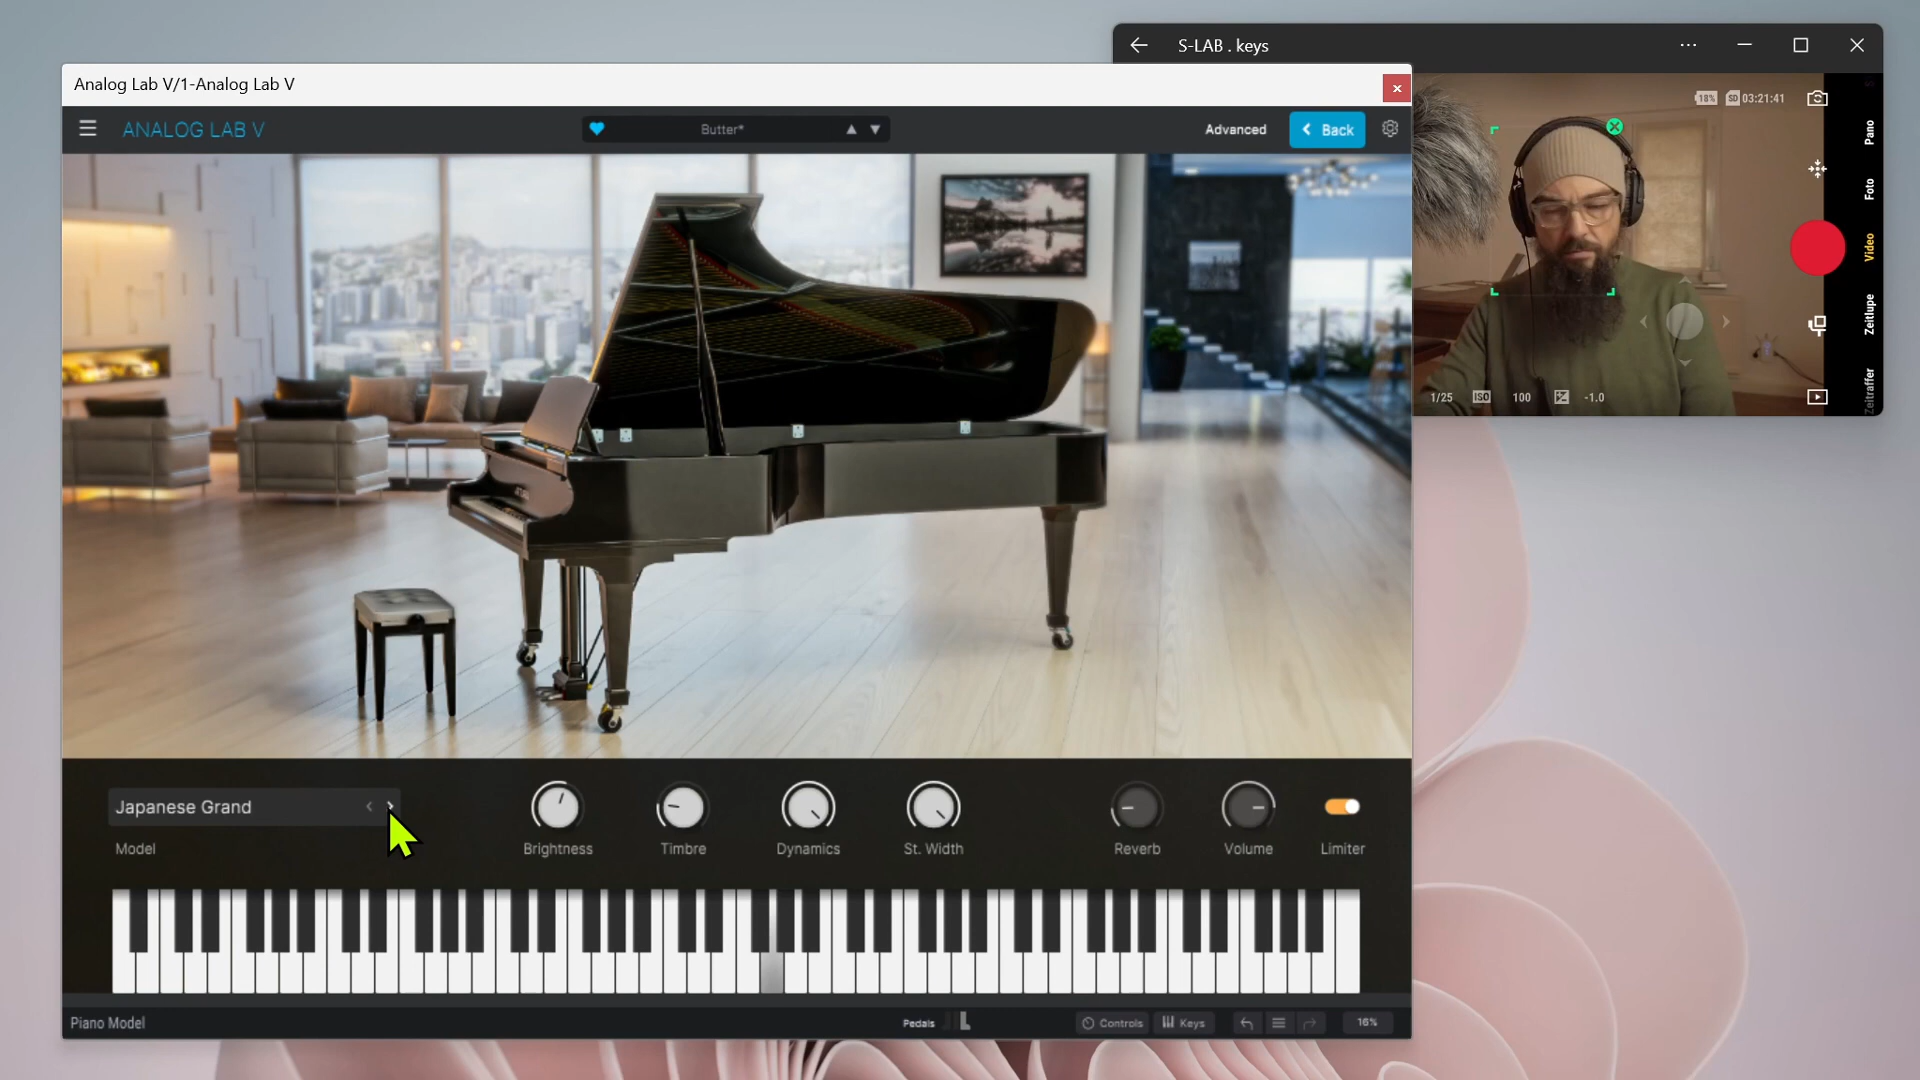 S-LAB . keys
Analog Lab V/1-Analog Lab V
ANALOG LAB V
Butter*
Advanced
Back
18% SD 03:21:41
Pano
Foto
Video
Zeitlupe
Zeitraffer
1/25 ISO 100 -1.0
Japanese Grand
Model
Brightness
Timbre
Dynamics
St. Width
Reverb
Volume
Limiter
Piano Model
Pedals
Controls
Keys
16%